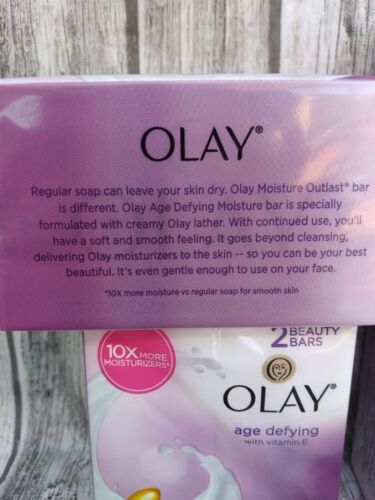 OLAY®
Regular soap can leave your skin dry. Olay Moisture Outlast® bar
is different. Olay Age Defying Moisture bar is specially
formulated with creamy Olay lather. With continued use, you'll
have a soft and smooth feeling. It goes beyond cleansing,
delivering Olay moisturizers to the skin -- so you can be your best
beautiful. It's even gentle enough to use on your face.
*10X more moisture vs regular soap for smooth skin
10X MORE
MOISTURIZERS*
2 BEAUTY
BARS
OLAY®
age defying
with vitamin-E